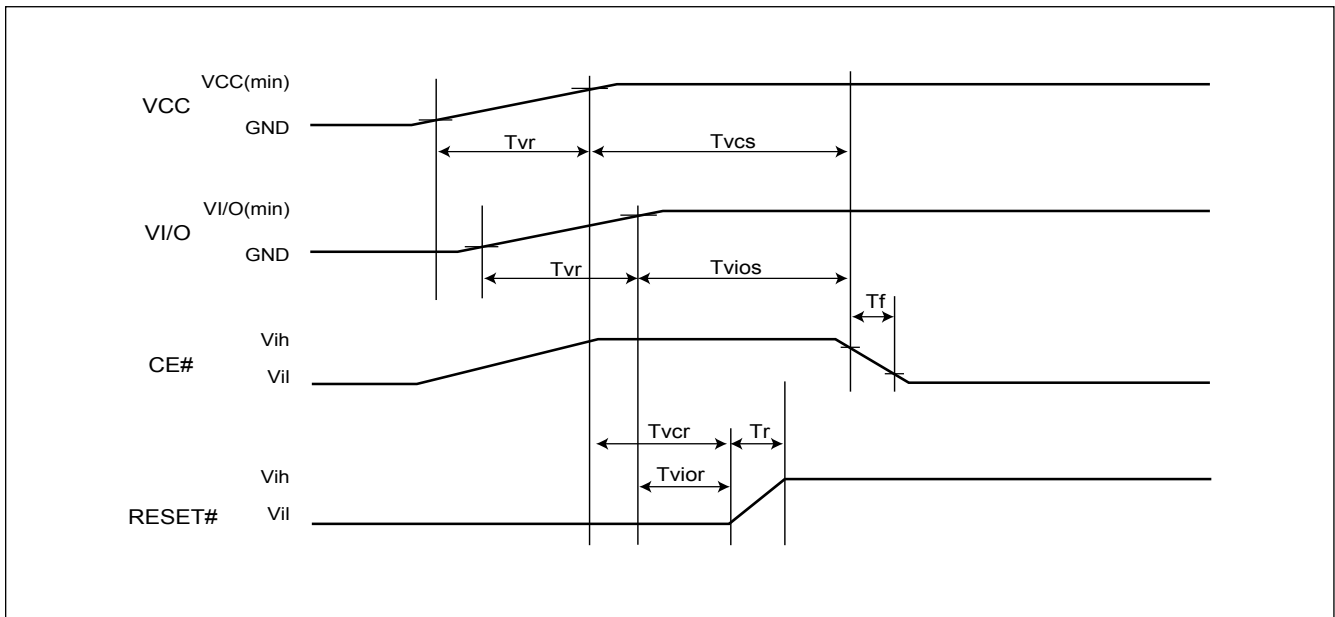 VCC(min)
VCC
GND
Tvr
Tvcs
VI/O(min)
VI/O
GND
Tvr
Tvios
Tf
Vih
CE#
Vil
Tvcr
Tr
Vih
Tvior
RESET#
Vil